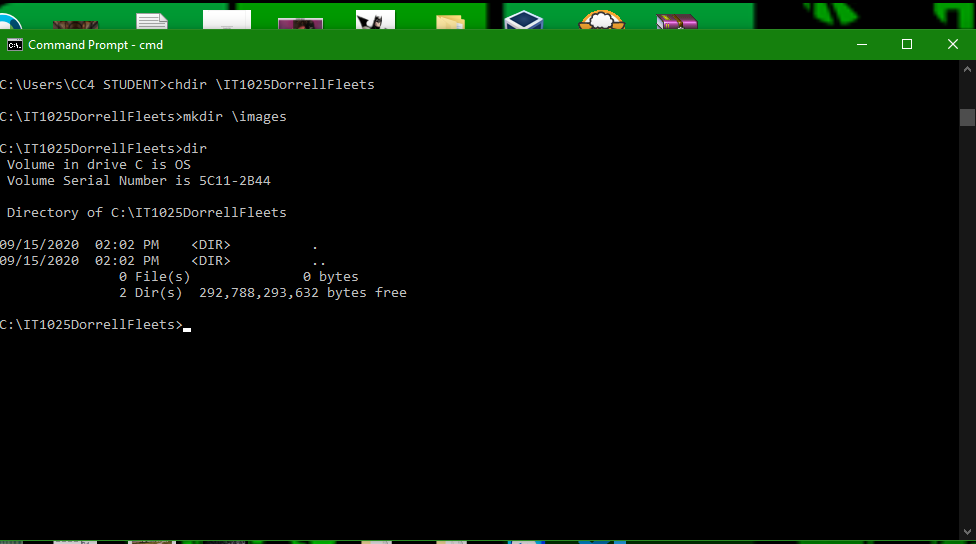 Command Prompt - cmd
C:\Users\CC4 STUDENT>chdir \IT1025DorrellFleets
C:\IT1025DorrellFleets>mkdir \images
C:\IT1025DorrellFleets>dir
Volume in drive C is OS
Volume Serial Number is 5C11-2B44
Directory of C:\IT1025DorrellFleets
09/15/2020  02:02 PM    <DIR>          .
09/15/2020  02:02 PM    <DIR>          ..
0 File(s)              0 bytes
2 Dir(s)  292,788,293,632 bytes free
C:\IT1025DorrellFleets>